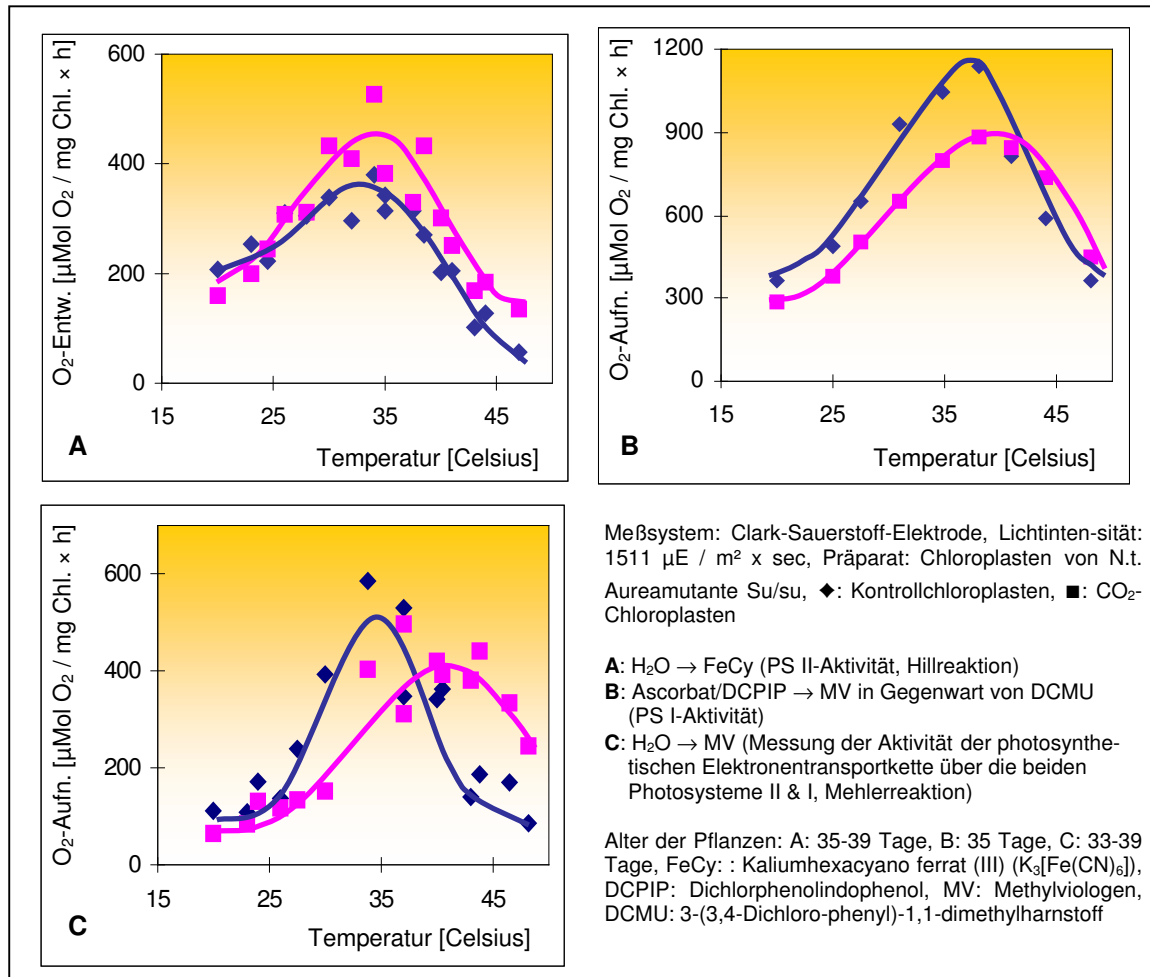 O₂-Entw. [µMol O₂ / mg Chl. × h]
600
400
200
0
15 25 35 45
A
Temperatur [Celsius]
O₂-Aufn. [µMol O₂ / mg Chl. × h]
1200
900
600
300
0
15 25 35 45
B
Temperatur [Celsius]
O₂-Aufn. [µMol O₂ / mg Chl. × h]
600
400
200
0
15 25 35 45
C
Temperatur [Celsius]
Meßsystem: Clark-Sauerstoff-Elektrode, Lichtinten-sität:
1511 µE / m² x sec, Präparat: Chloroplasten von N.t.
Aureamutante Su/su, ◆: Kontrollchloroplasten, ■: CO₂-
Chloroplasten
A: H₂O → FeCy (PS II-Aktivität, Hillreaktion)
B: Ascorbat/DCPIP → MV in Gegenwart von DCMU
(PS I-Aktivität)
C: H₂O → MV (Messung der Aktivität der photosynthe-
tischen Elektronentransportkette über die beiden
Photosysteme II & I, Mehlerreaktion)
Alter der Pflanzen: A: 35-39 Tage, B: 35 Tage, C: 33-39
Tage, FeCy: : Kaliumhexacyano ferrat (III) (K₃[Fe(CN)₆]),
DCPIP: Dichlorphenolindophenol, MV: Methylviologen,
DCMU: 3-(3,4-Dichloro-phenyl)-1,1-dimethylharnstoff